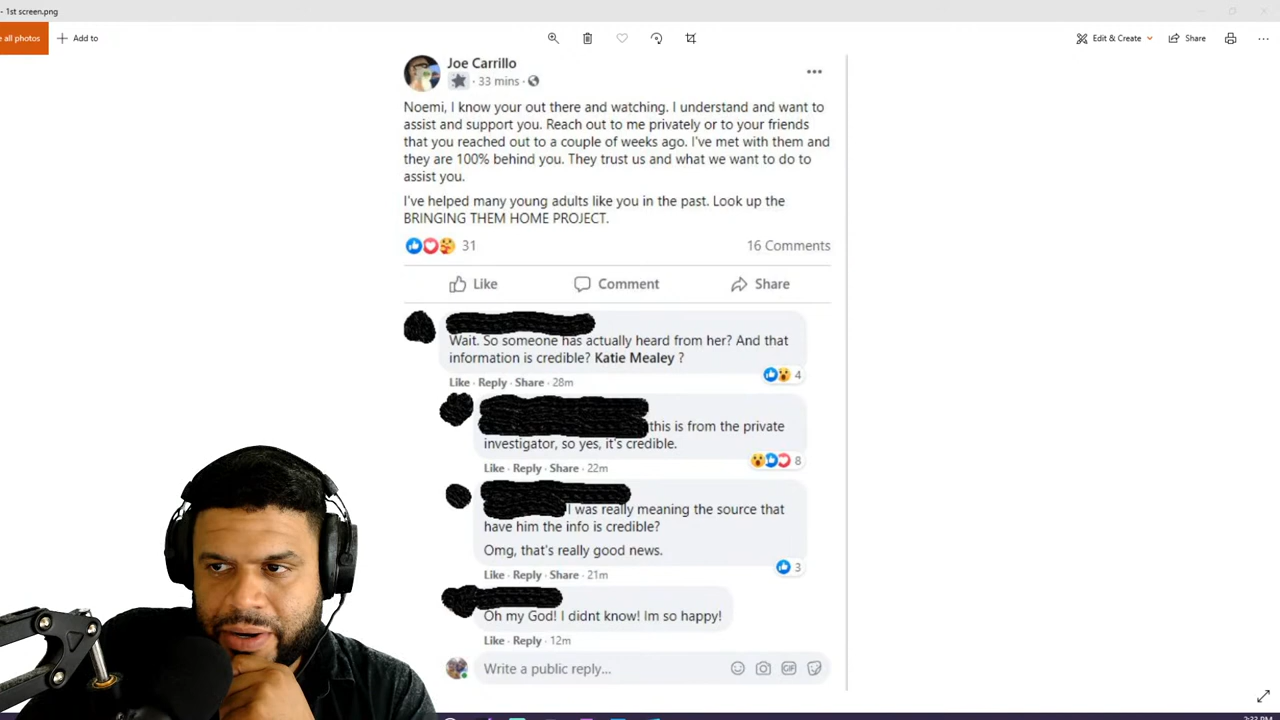 - 1st screen.png
e all photos
Add to
Edit & Create
Share
Joe Carrillo
33 mins
Noemi, I know your out there and watching. I understand and want to
assist and support you. Reach out to me privately or to your friends
that you reached out to a couple of weeks ago. I've met with them and
they are 100% behind you. They trust us and what we want to do to
assist you.
I've helped many young adults like you in the past. Look up the
BRINGING THEM HOME PROJECT.
31
16 Comments
Like
Comment
Share
Wait. So someone has actually heard from her? And that
information is credible? Katie Mealey ?
4
Like · Reply · Share · 28m
this is from the private
investigator, so yes, it's credible.
8
Like · Reply · Share · 22m
I was really meaning the source that
have him the info is credible?
Omg, that's really good news.
3
Like · Reply · Share · 21m
Oh my God! I didnt know! Im so happy!
Like · Reply · 12m
Write a public reply...
GIF